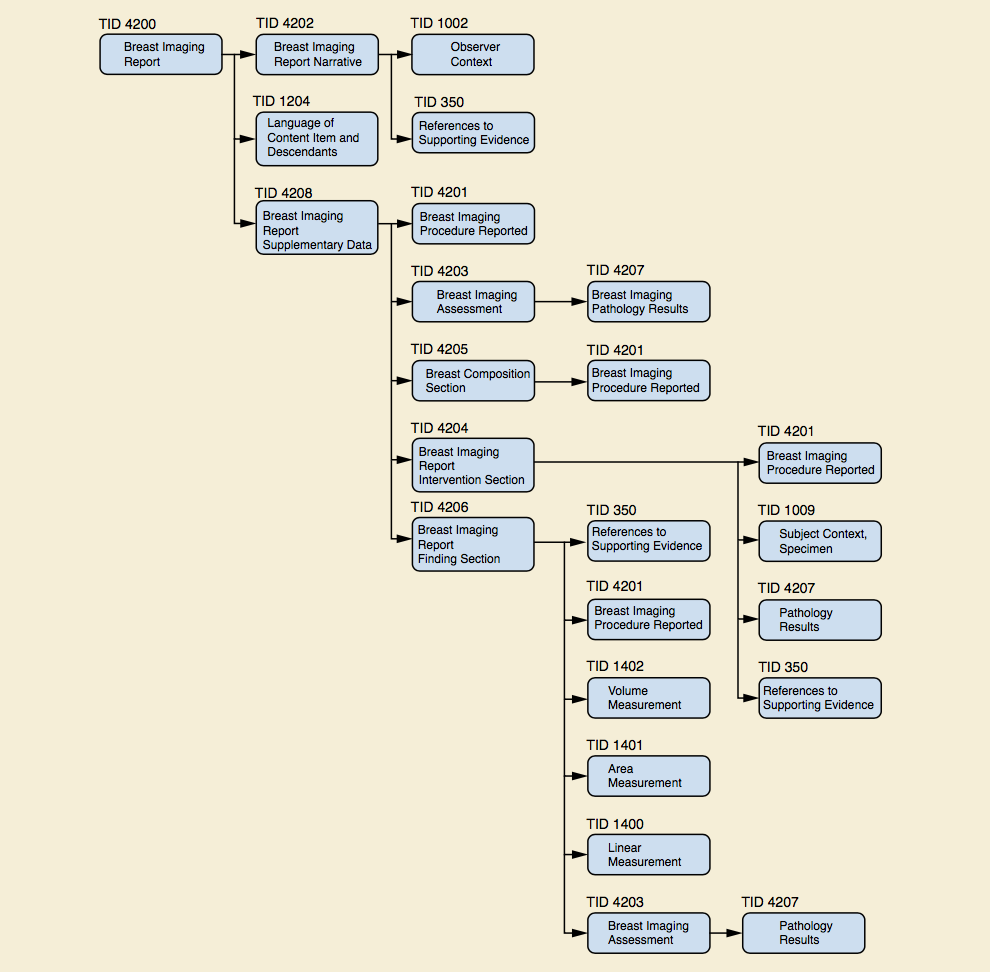 TID 4200
Breast Imaging
Report
TID 4202
Breast Imaging
Report Narrative
TID 1002
Observer
Context
TID 1204
Language of
Content Item and
Descendants
TID 350
References to
Supporting Evidence
TID 4208
Breast Imaging
Report
Supplementary Data
TID 4201
Breast Imaging
Procedure Reported
TID 4203
Breast Imaging
Assessment
TID 4207
Breast Imaging
Pathology Results
TID 4205
Breast Composition
Section
TID 4201
Breast Imaging
Procedure Reported
TID 4204
Breast Imaging
Report
Intervention Section
TID 4201
Breast Imaging
Procedure Reported
TID 1009
Subject Context,
Specimen
TID 4207
Pathology
Results
TID 350
References to
Supporting Evidence
TID 4206
Breast Imaging
Report
Finding Section
TID 350
References to
Supporting Evidence
TID 4201
Breast Imaging
Procedure Reported
TID 1402
Volume
Measurement
TID 1401
Area
Measurement
TID 1400
Linear
Measurement
TID 4203
Breast Imaging
Assessment
TID 4207
Pathology
Results